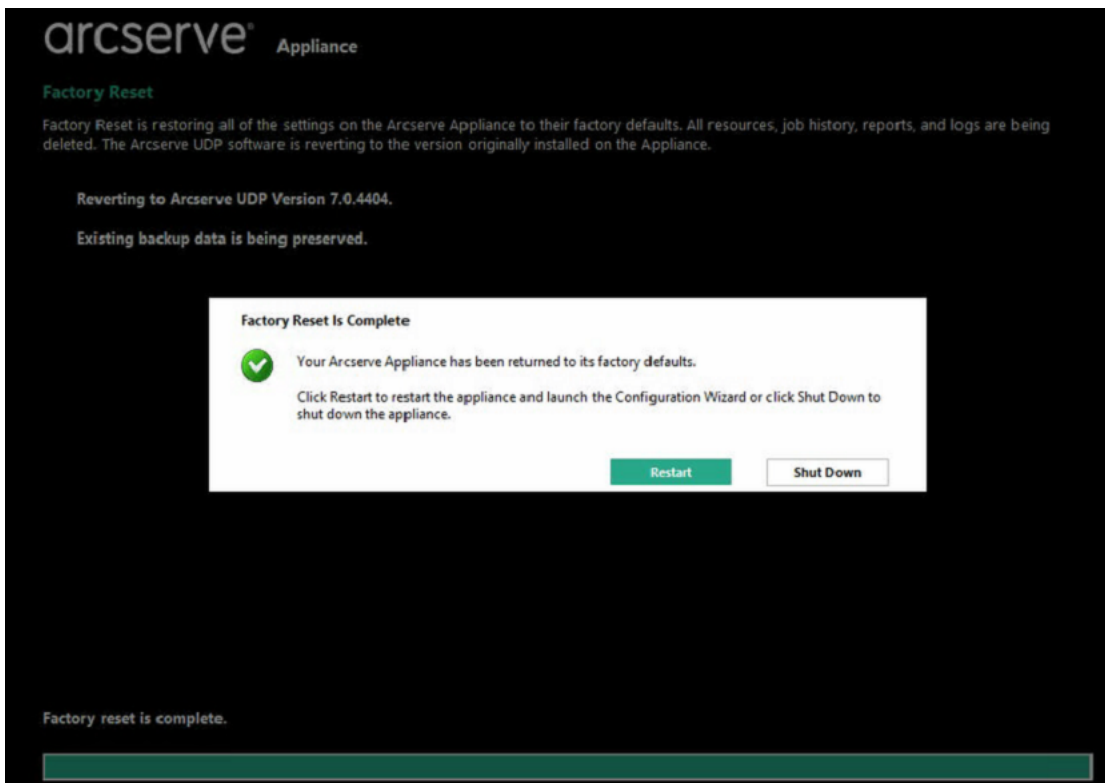 arcserve® Appliance
Factory Reset
Factory Reset is restoring all of the settings on the Arcserve Appliance to their factory defaults. All resources, job history, reports, and logs are being
deleted. The Arcserve UDP software is reverting to the version originally installed on the Appliance.
Reverting to Arcserve UDP Version 7.0.4404.
Existing backup data is being preserved.
Factory Reset Is Complete
Your Arcserve Appliance has been returned to its factory defaults.
Click Restart to restart the appliance and launch the Configuration Wizard or click Shut Down to
shut down the appliance.
Restart Shut Down
Factory reset is complete.